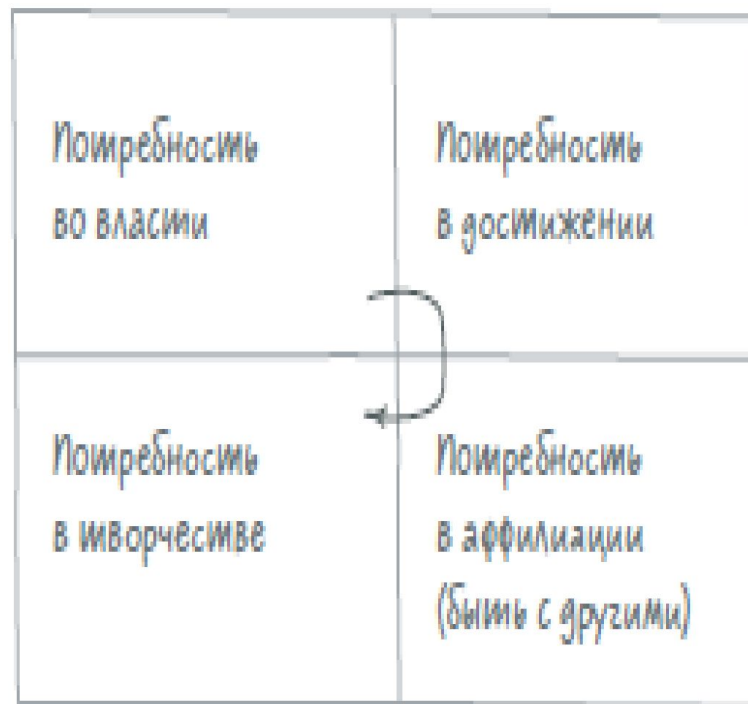 Потребность
во власти
Потребность
в достижении
Потребность
в творчестве
Потребность
в аффилиации
(быть с другими)